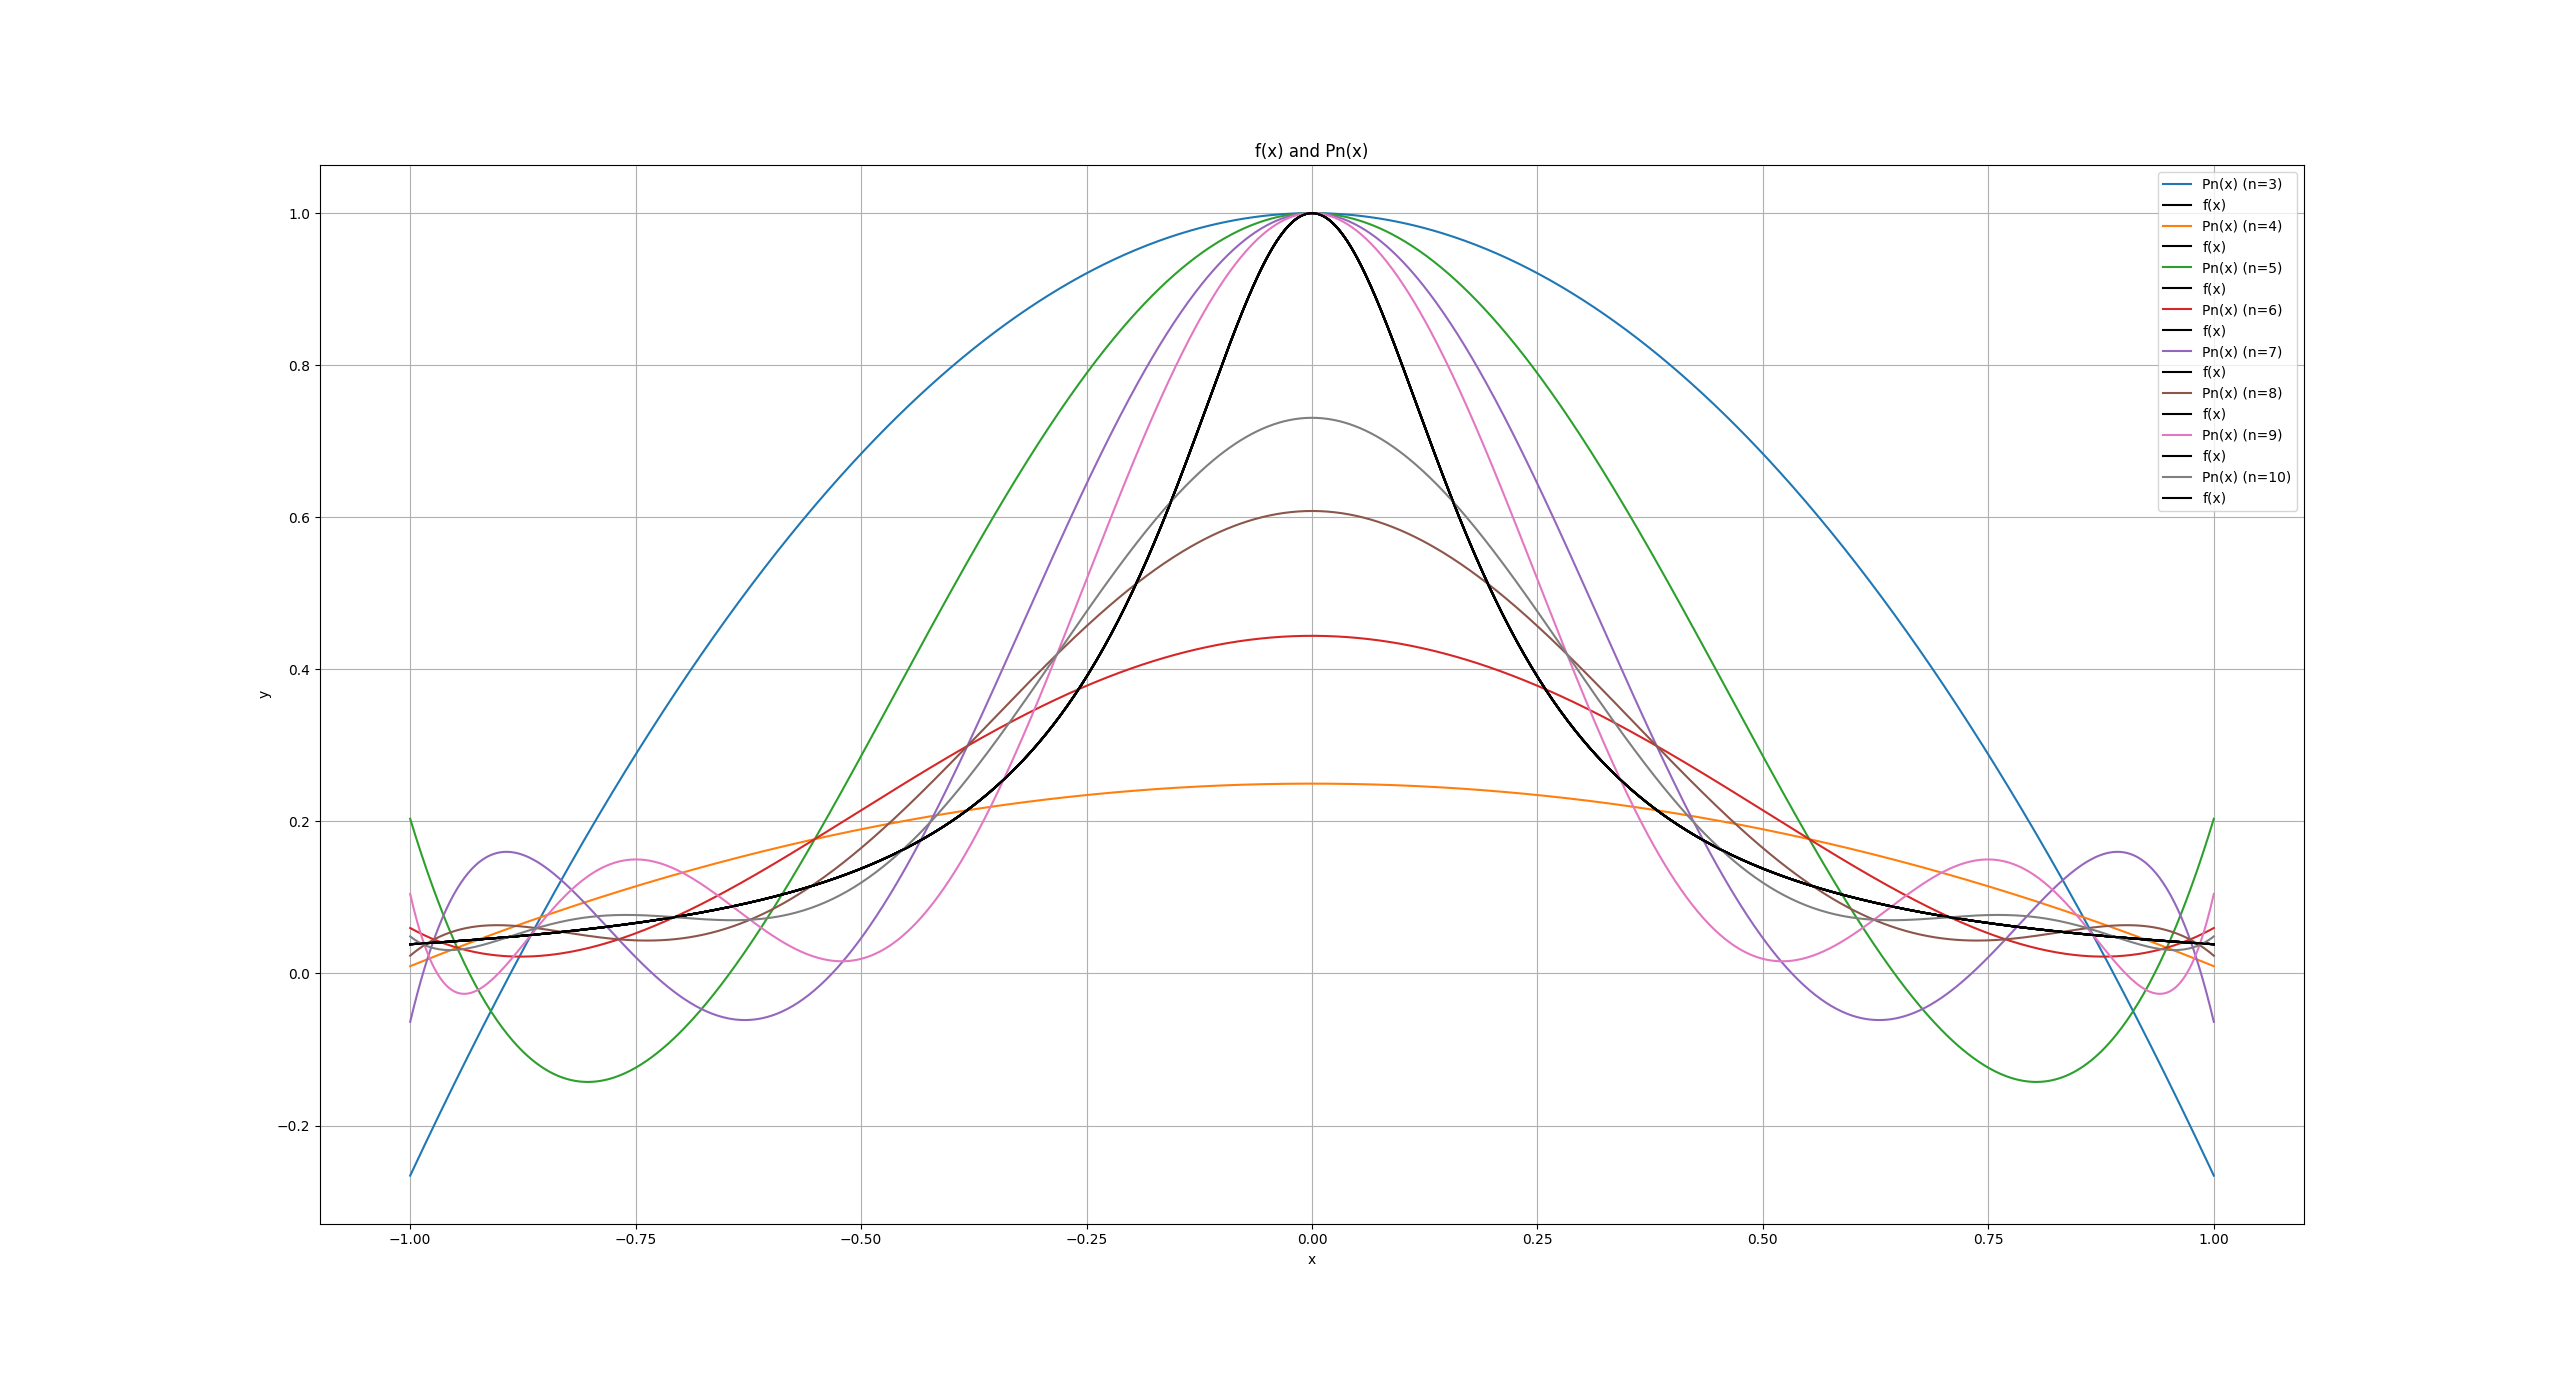 f(x) and Pn(x)
Pn(x) (n=3)
f(x)
Pn(x) (n=4)
f(x)
Pn(x) (n=5)
f(x)
Pn(x) (n=6)
f(x)
Pn(x) (n=7)
f(x)
Pn(x) (n=8)
f(x)
Pn(x) (n=9)
f(x)
Pn(x) (n=10)
f(x)
1.0
0.8
0.6
0.4
0.2
0.0
−0.2
y
−1.00 −0.75 −0.50 −0.25 0.00 0.25 0.50 0.75 1.00
x